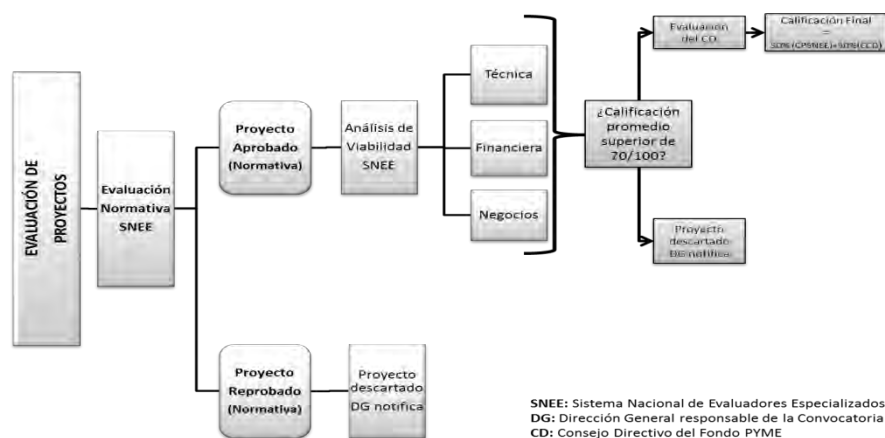 EVALUACIÓN DE
PROYECTOS
Evaluación
Normativa
SNEE
Proyecto
Aprobado
(Normativa)
Análisis de
Viabilidad
SNEE
Técnica
Financiera
Negocios
¿Calificación
promedio
superior de
70/100?
Evaluación
del CD
Calificación Final
=
50%(CPSNEE)+50%(CCD)
Proyecto
descartado
DG notifica
Proyecto
Reprobado
(Normativa)
Proyecto
descartado
DG notifica
SNEE: Sistema Nacional de Evaluadores Especializados
DG: Dirección General responsable de la Convocatoria
CD: Consejo Directivo del Fondo PYME